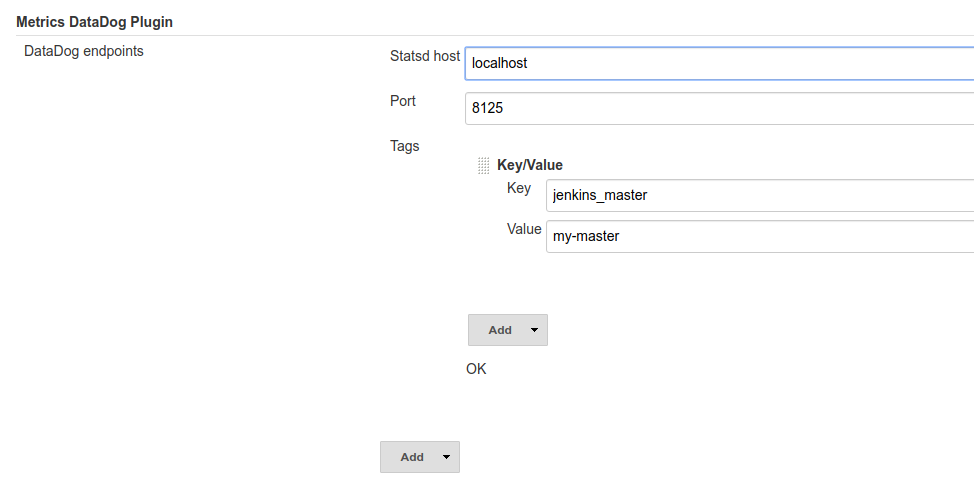 Metrics DataDog Plugin
DataDog endpoints
Statsd host localhost
Port 8125
Tags
Key/Value
Key jenkins_master
Value my-master
Add
OK
Add